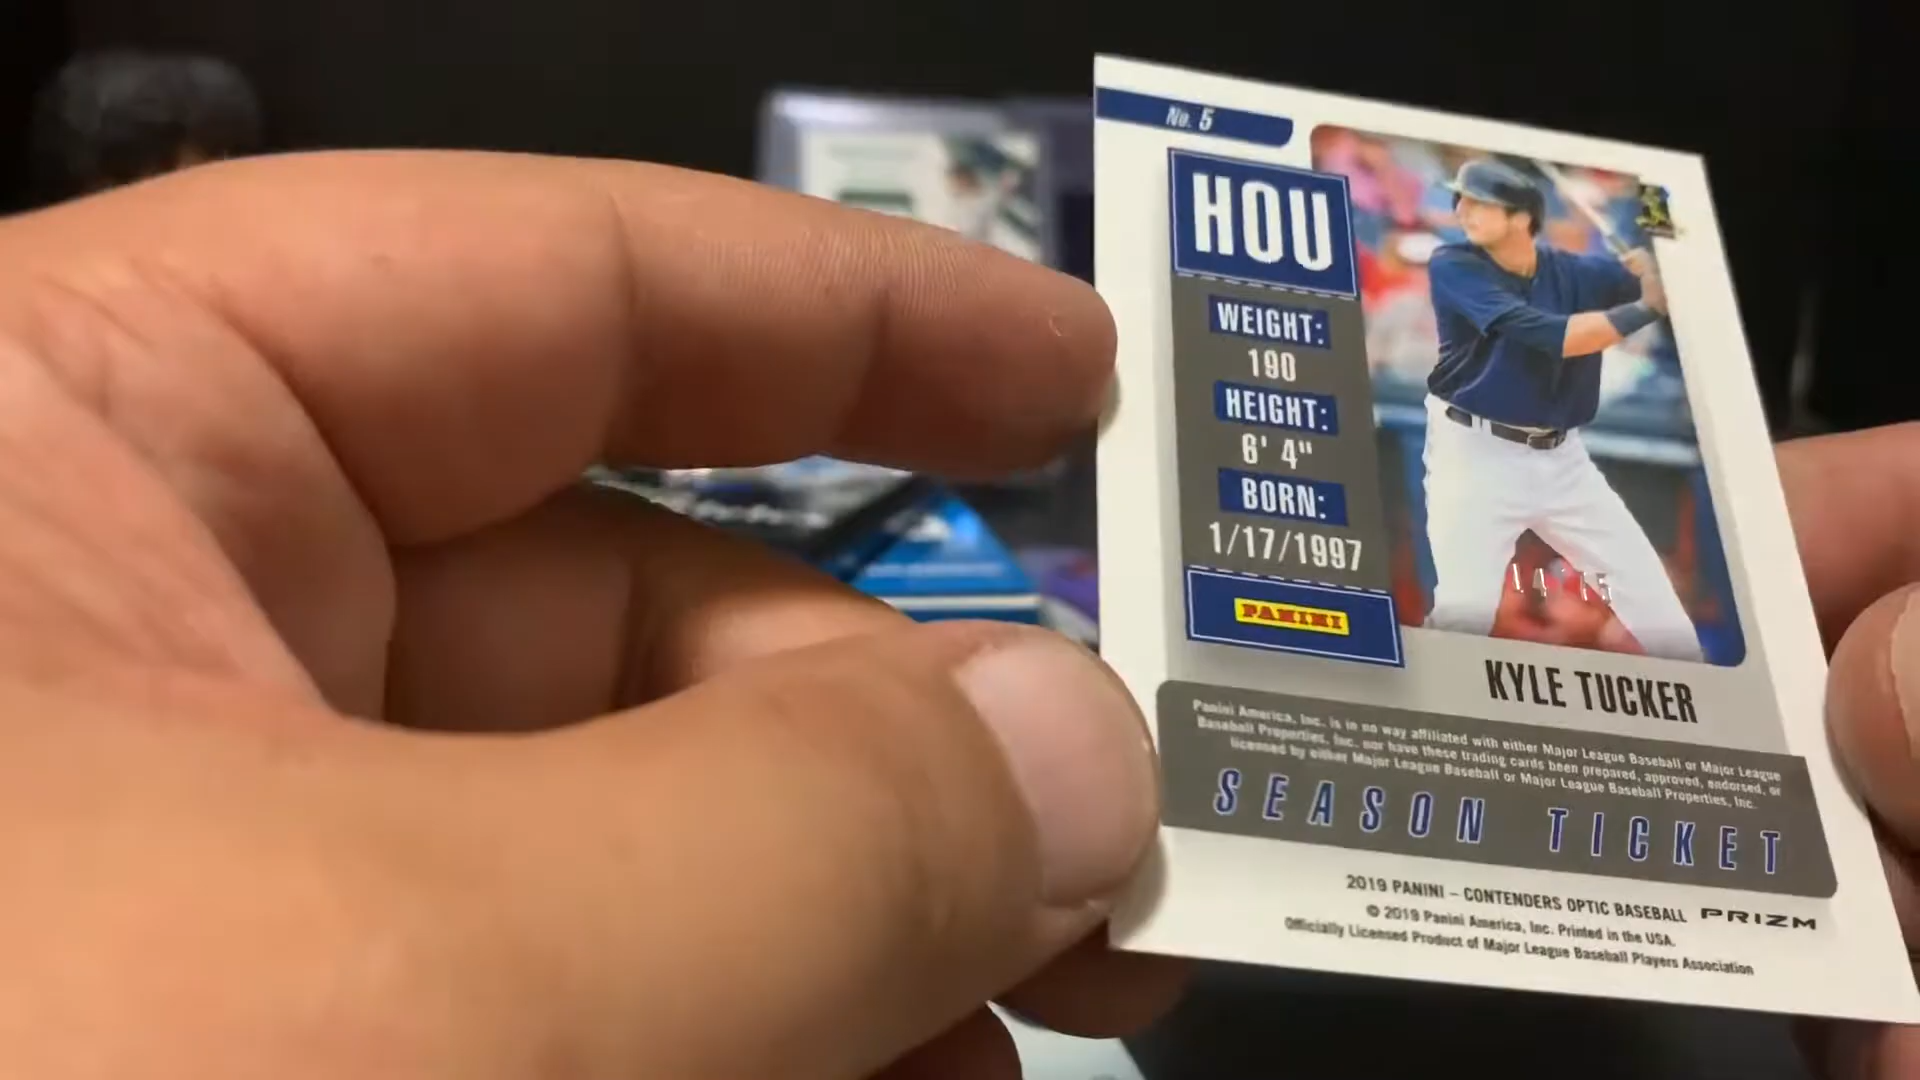 No. 5
HOU
WEIGHT:
190
HEIGHT:
6' 4"
BORN:
1/17/1997
PANINI
KYLE TUCKER
Panini America, Inc. is in no way affiliated with either Major League Baseball or Major League
Baseball Properties, Inc. nor have these trading cards been prepared, approved, endorsed, or
licensed by either Major League Baseball or Major League Baseball Properties, Inc.
SEASON TICKET
2019 PANINI – CONTENDERS OPTIC BASEBALL PRIZM
© 2019 Panini America, Inc. Printed in the USA.
Officially Licensed Product of Major League Baseball Players Association